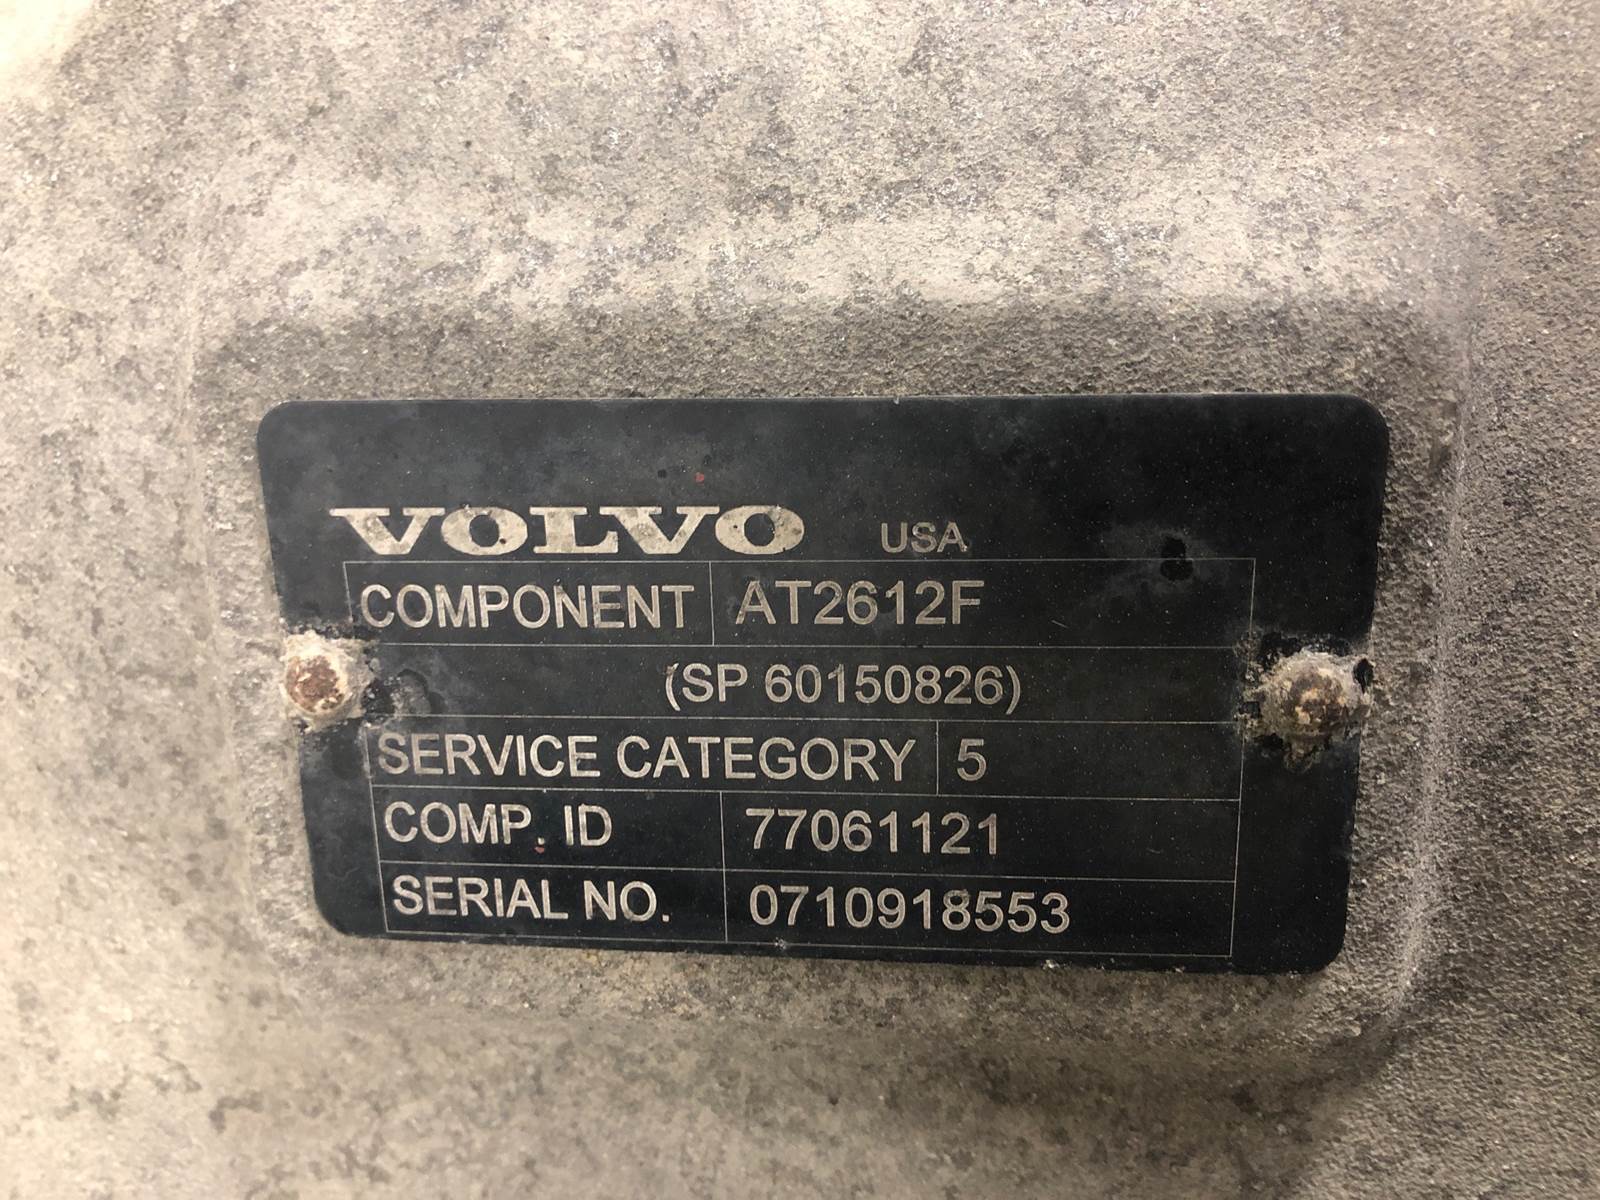 VOLVO USA
COMPONENT AT2612F
(SP 60150826)
SERVICE CATEGORY 5
COMP. ID 77061121
SERIAL NO. 0710918553